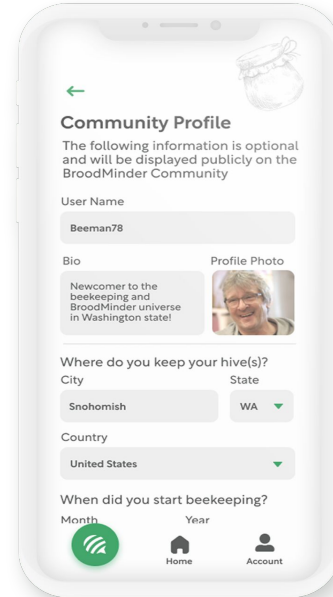 Community Profile
The following information is optional
and will be displayed publicly on the
BroodMinder Community
User Name
Beeman78
Bio
Profile Photo
Newcomer to the
beekeeping and
BroodMinder universe
in Washington state!
Where do you keep your hive(s)?
City
State
Snohomish
WA
Country
United States
When did you start beekeeping?
Month
Year
Home
Account